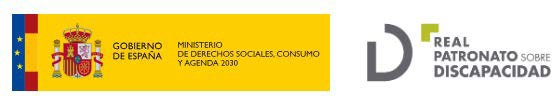 GOBIERNO
DE ESPAÑA
MINISTERIO
DE DERECHOS SOCIALES, CONSUMO
Y AGENDA 2030
REAL
PATRONATO SOBRE
DISCAPACIDAD